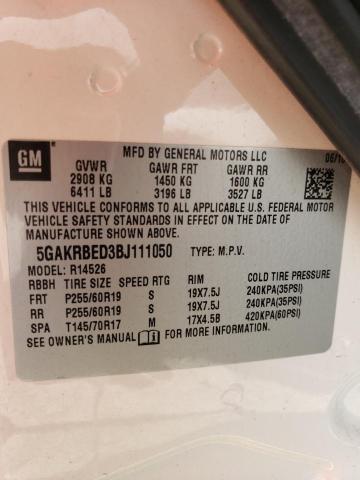 GM
MFD BY GENERAL MOTORS LLC 06/10
GVWR GAWR FRT GAWR RR
2908 KG 1450 KG 1600 KG
6411 LB 3196 LB 3527 LB
THIS VEHICLE CONFORMS TO ALL APPLICABLE U.S. FEDERAL MOTOR
VEHICLE SAFETY STANDARDS IN EFFECT ON THE DATE OF
MANUFACTURE SHOWN ABOVE.
5GAKRBED3BJ111050 TYPE: M.P.V.
MODEL: R14526
RBBH TIRE SIZE SPEED RTG RIM COLD TIRE PRESSURE
FRT P255/60R19 S 19X7.5J 240KPA(35PSI)
RR P255/60R19 S 19X7.5J 240KPA(35PSI)
SPA T145/70R17 M 17X4.5B 420KPA(60PSI)
SEE OWNER'S MANUAL FOR MORE INFORMATION.